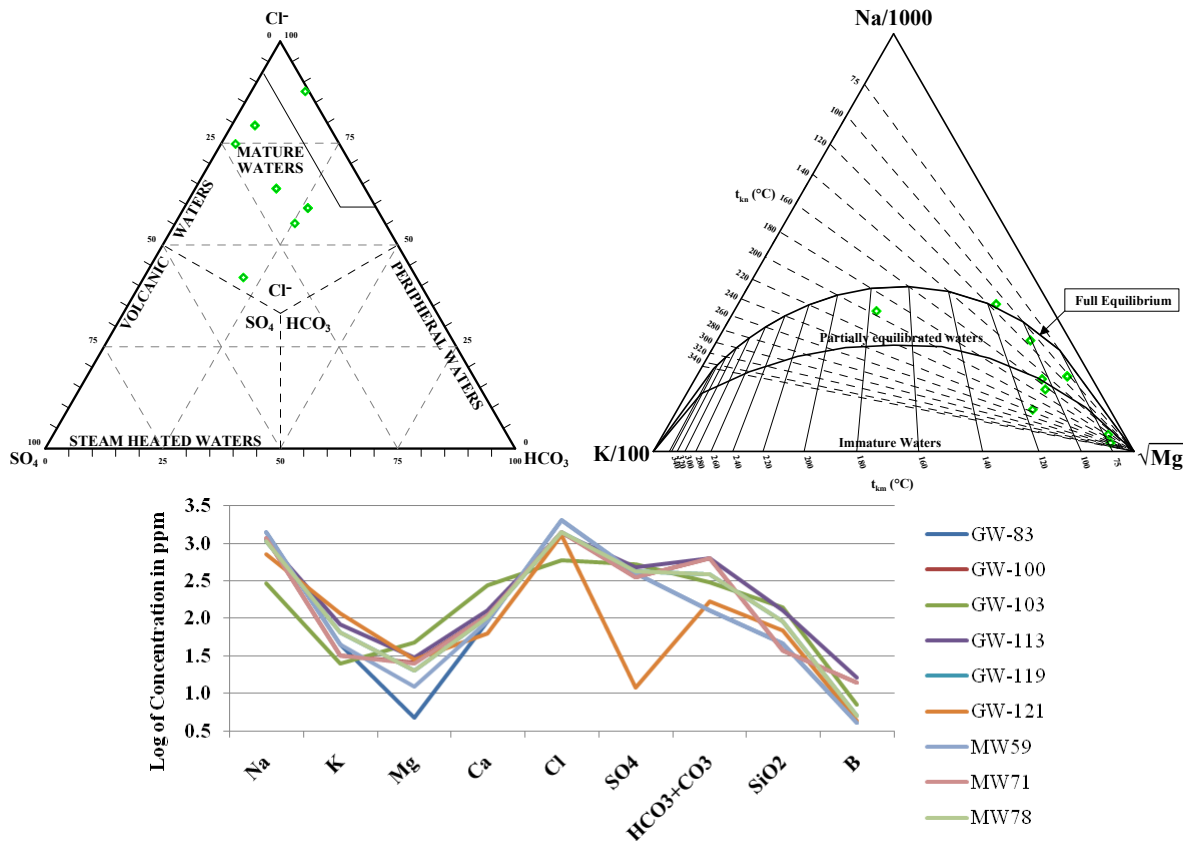 Cl-
0 100
25
75
MATURE
WATERS
VOLCANIC WATERS
50
50
PERIPHERAL WATERS
Cl-
SO4 HCO3
75
25
STEAM HEATED WATERS
100
0
SO4 0 25 50 75 100 HCO3
Na/1000
75
100
120
140
tkn (°C)
160
180
200
220
240
260
280
300
320
340
Full Equilibrium
Partially equilibrated waters
Immature Waters
K/100
√Mg
340 320 300 280 260 240 220 200 180 160 140 120 100 75
tkm (°C)
Log of Concentration in ppm
3.5
3.0
2.5
2.0
1.5
1.0
0.5
Na K Mg Ca Cl SO4 HCO3+CO3 SiO2 B
GW-83
GW-100
GW-103
GW-113
GW-119
GW-121
MW59
MW71
MW78